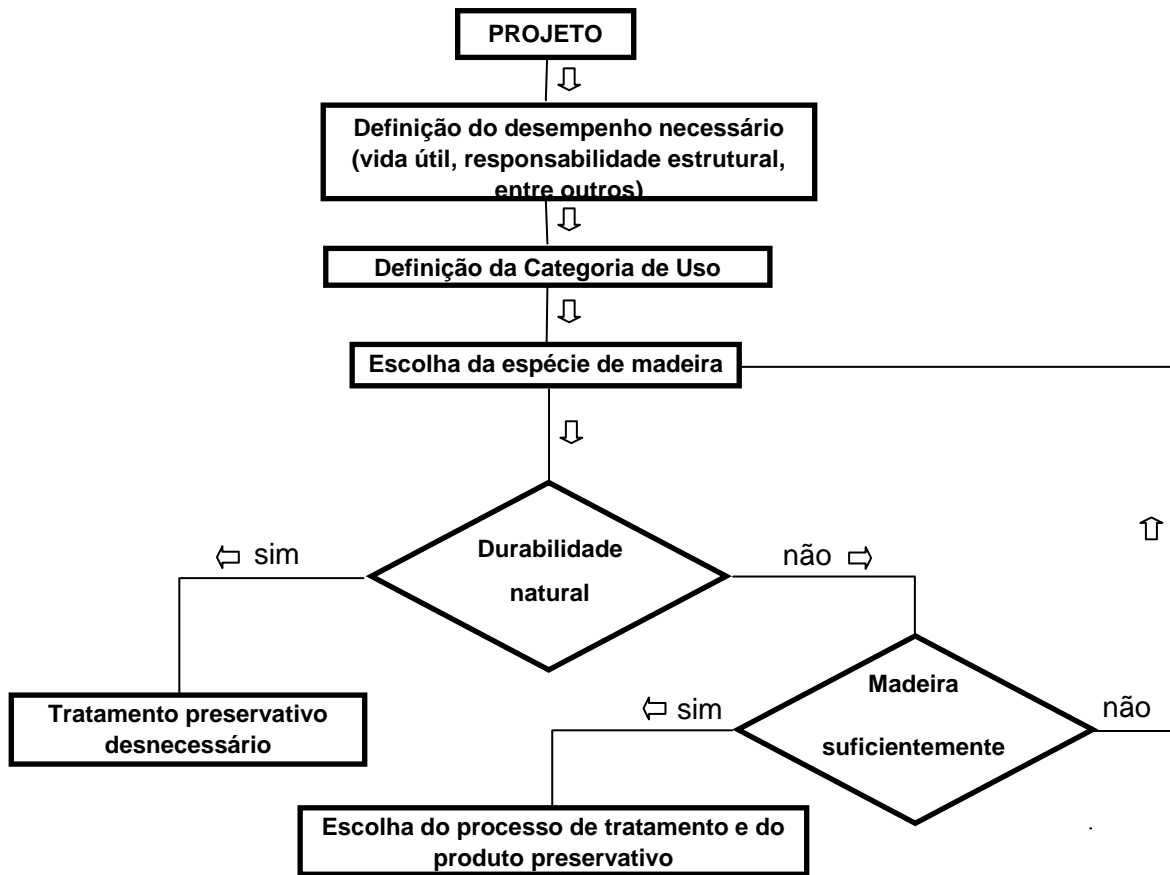 PROJETO
Definição do desempenho necessário
(vida útil, responsabilidade estrutural,
entre outros)
Definição da Categoria de Uso
Escolha da espécie de madeira
sim
Durabilidade
natural
não
Tratamento preservativo
desnecessário
sim
Madeira
suficientemente
não
Escolha do processo de tratamento e do
produto preservativo